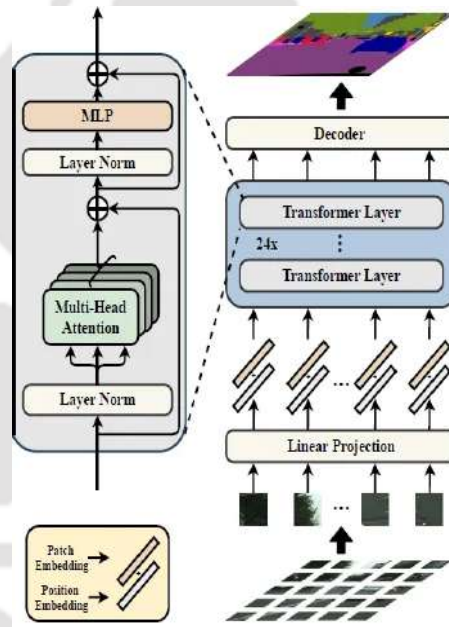 MLP
Layer Norm
Multi-Head
Attention
Layer Norm
Patch
Embedding
Position
Embedding
Decoder
Transformer Layer
24x
Transformer Layer
Linear Projection